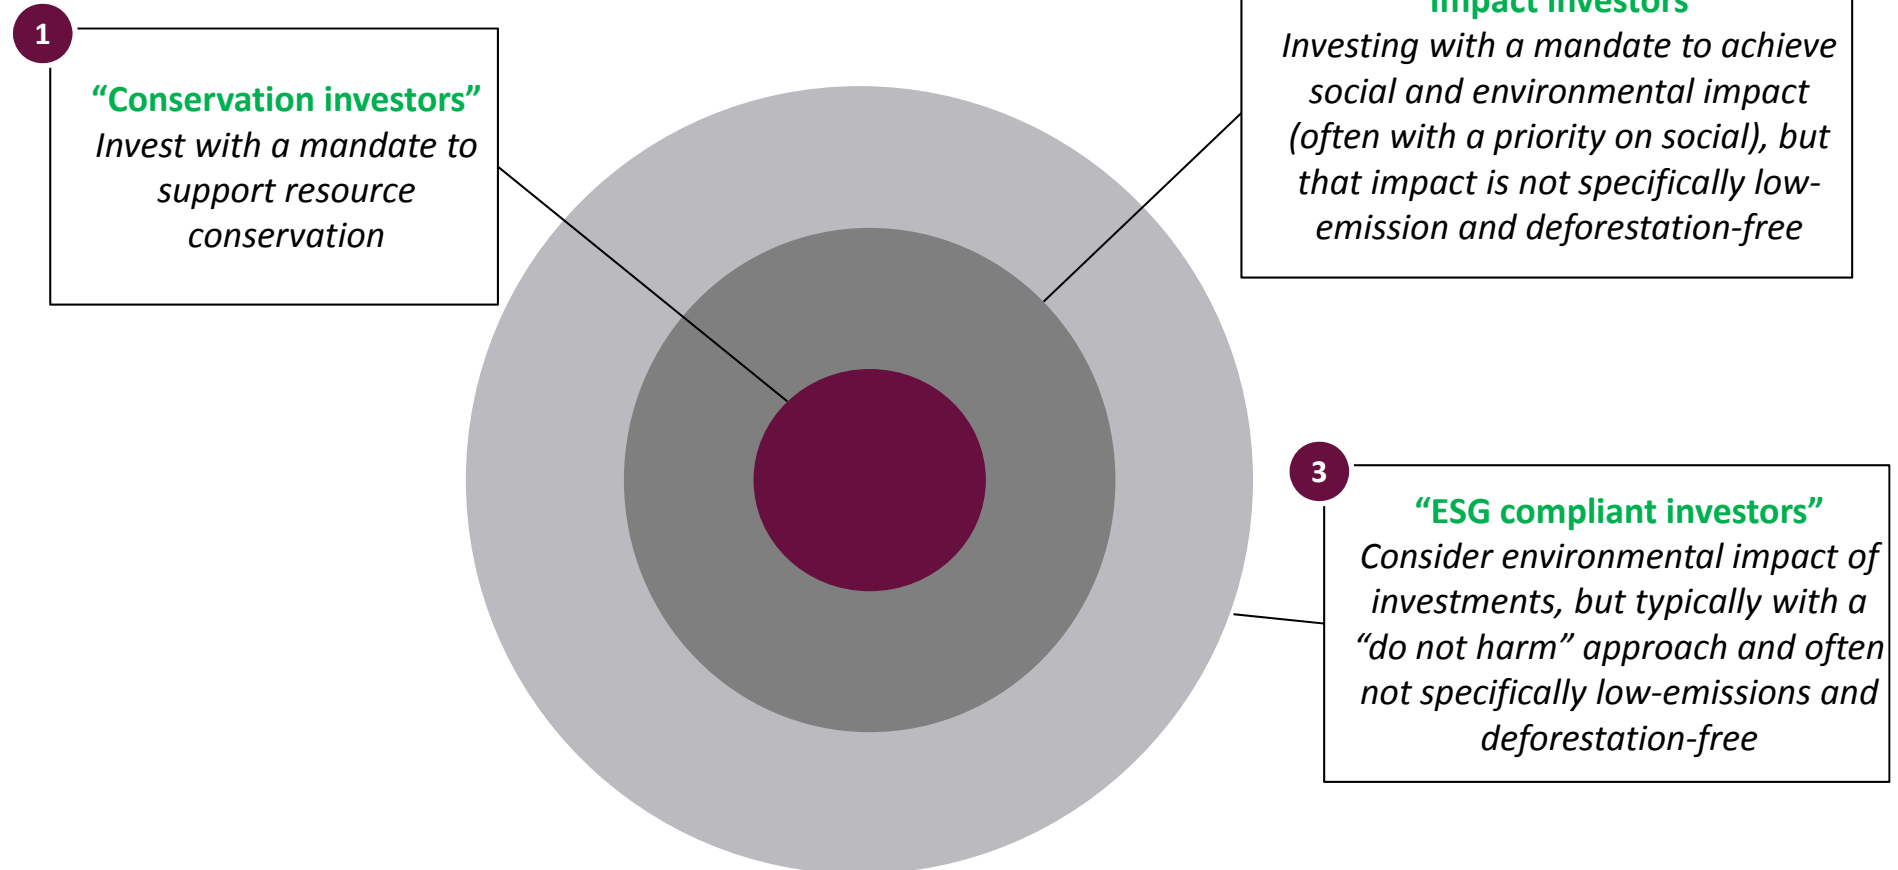 1
“Conservation investors”
Invest with a mandate to
support resource
conservation
impact investors
Investing with a mandate to achieve
social and environmental impact
(often with a priority on social), but
that impact is not specifically low-
emission and deforestation-free
3
“ESG compliant investors”
Consider environmental impact of
investments, but typically with a
“do not harm” approach and often
not specifically low-emissions and
deforestation-free